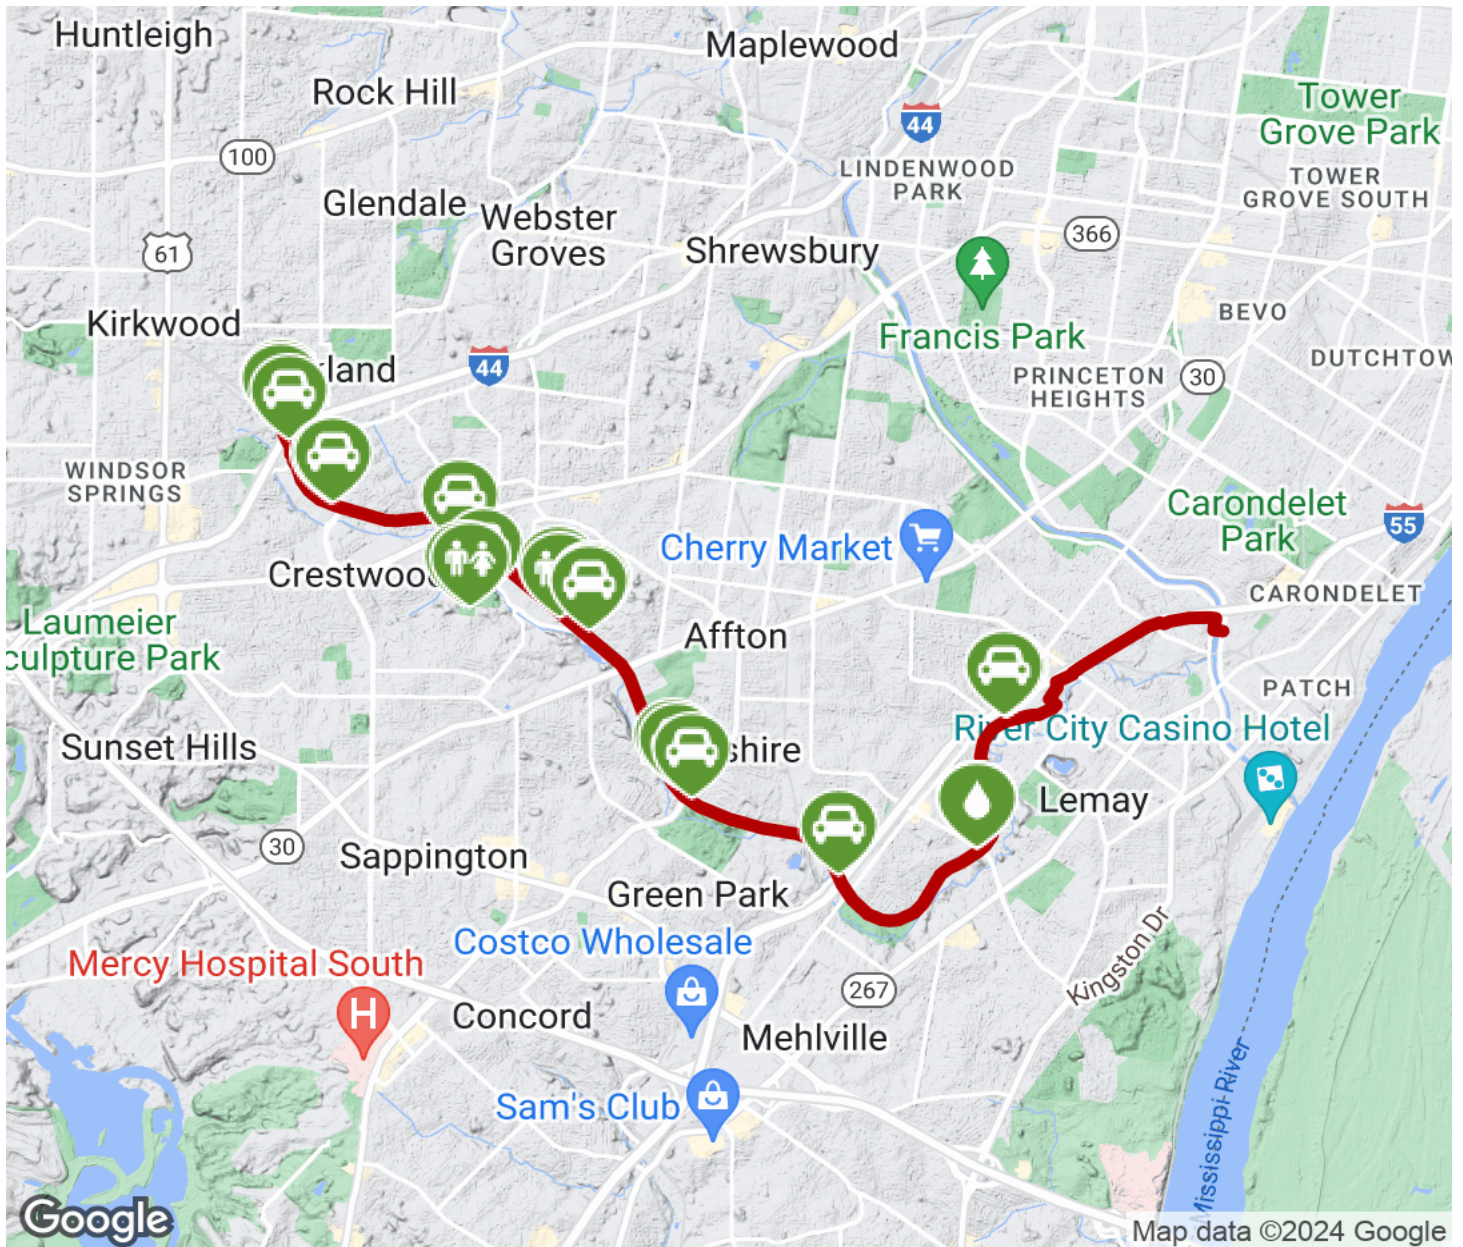 Huntleigh
Maplewood
Rock Hill
Tower
Grove Park
44
100
LINDENWOOD
PARK
TOWER
GROVE SOUTH
Glendale
Webster
Groves
61
Shrewsbury
366
BEVO
Kirkwood
Francis Park
DUTCHTOW
44
kland
PRINCETON
HEIGHTS
30
WINDSOR
SPRINGS
Carondelet
Park
55
Cherry Market
Crestwood
CARONDELET
Laumeier
culpture Park
Affton
PATCH
River City Casino Hotel
Sunset Hills
shire
Lemay
30
Sappington
Green Park
Costco Wholesale
Mercy Hospital South
H
Kingston Dr
267
Concord
Mehlville
Mississippi River
Sam's Club
Google
Map data ©2024 Google